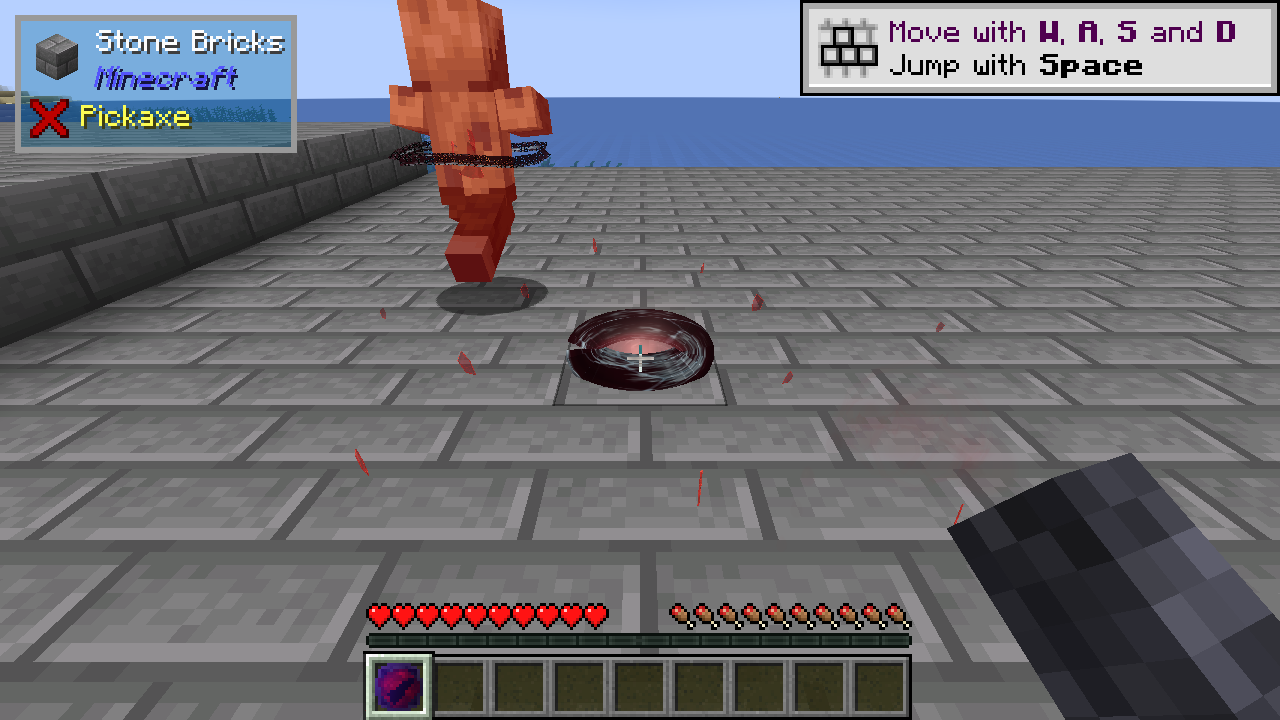 Stone Bricks
Minecraft
Pickaxe
Move with W, A, S and D
Jump with Space